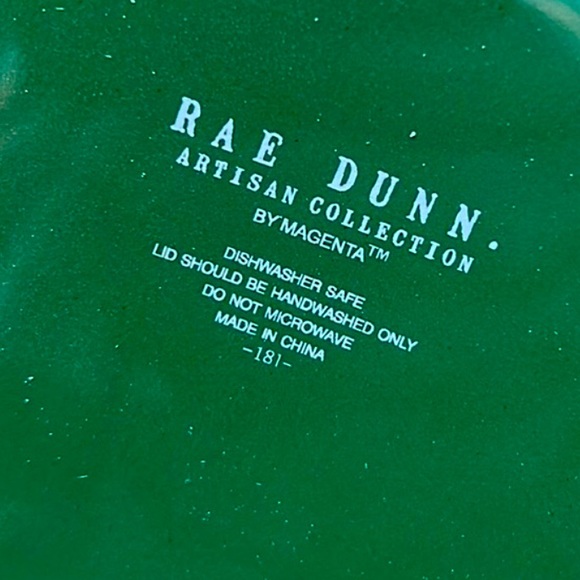 RAE DUNN.
ARTISAN COLLECTION
BY MAGENTA™
DISHWASHER SAFE
LID SHOULD BE HANDWASHED ONLY
DO NOT MICROWAVE
MADE IN CHINA
-181-